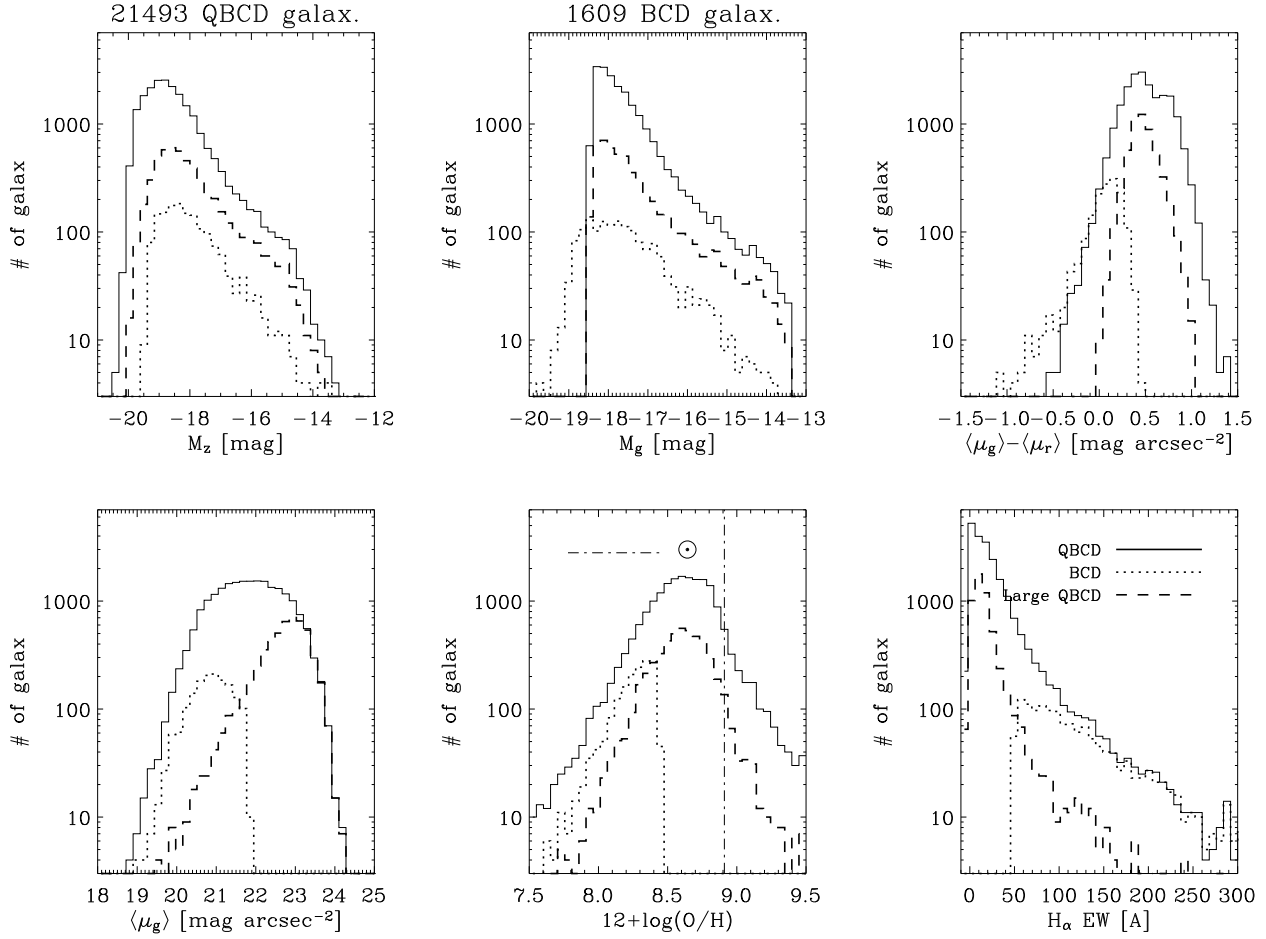 21493 QBCD galax.
1609 BCD galax.
# of galax
1000
100
10
−20 −18 −16 −14 −12
M_z [mag]
# of galax
1000
100
10
−20−19−18−17−16−15−14−13
M_g [mag]
# of galax
1000
100
10
−1.5−1.0−0.5 0.0 0.5 1.0 1.5
⟨μ_g⟩−⟨μ_r⟩ [mag arcsec⁻²]
# of galax
1000
100
10
18 19 20 21 22 23 24 25
⟨μ_g⟩ [mag arcsec⁻²]
# of galax
1000
100
10
7.5 8.0 8.5 9.0 9.5
12+log(O/H)
# of galax
1000
100
10
QBCD
BCD
Large QBCD
0 50 100 150 200 250 300
H_α EW [A]